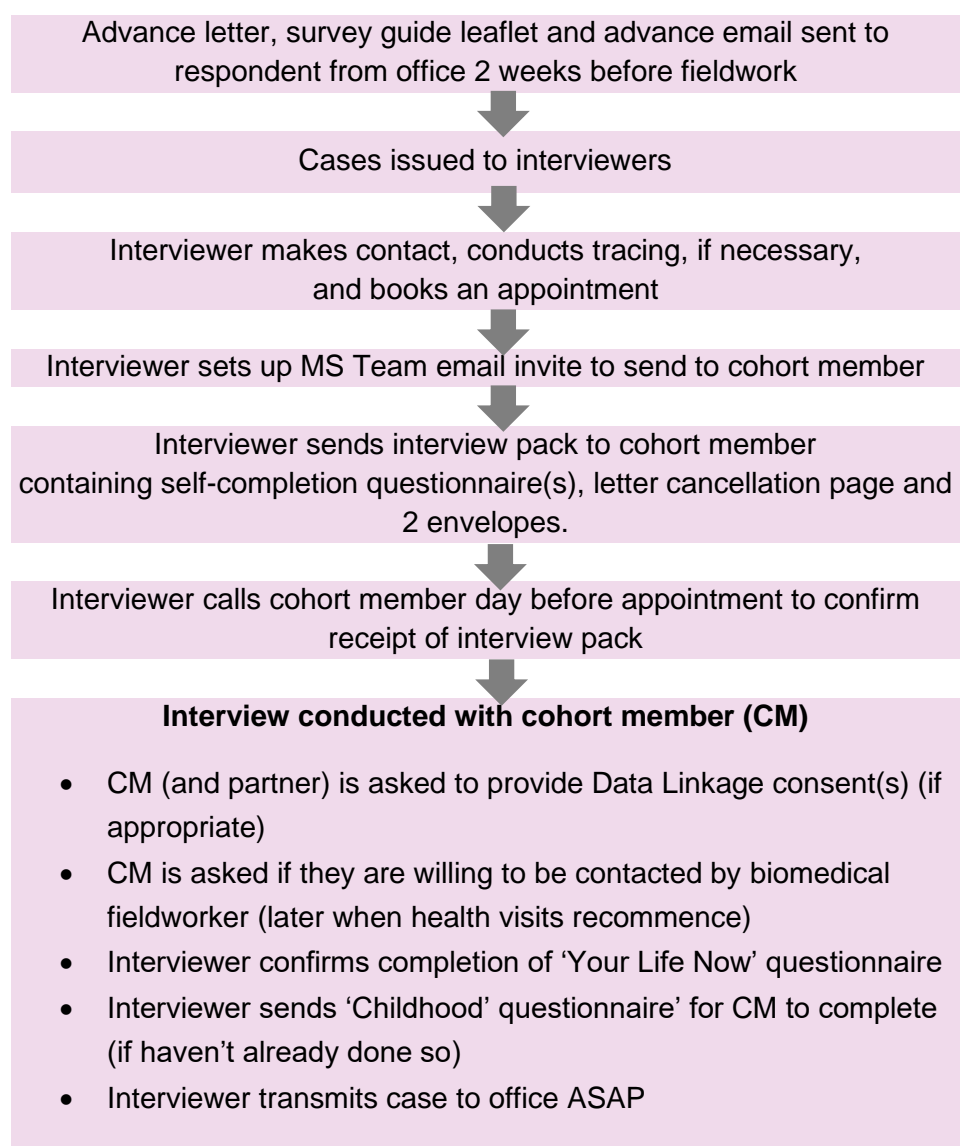 Advance letter, survey guide leaflet and advance email sent to
respondent from office 2 weeks before fieldwork
Cases issued to interviewers
Interviewer makes contact, conducts tracing, if necessary,
and books an appointment
Interviewer sets up MS Team email invite to send to cohort member
Interviewer sends interview pack to cohort member
containing self-completion questionnaire(s), letter cancellation page and
2 envelopes.
Interviewer calls cohort member day before appointment to confirm
receipt of interview pack
Interview conducted with cohort member (CM)
• CM (and partner) is asked to provide Data Linkage consent(s) (if
appropriate)
• CM is asked if they are willing to be contacted by biomedical
fieldworker (later when health visits recommence)
• Interviewer confirms completion of ‘Your Life Now’ questionnaire
• Interviewer sends ‘Childhood’ questionnaire’ for CM to complete
(if haven’t already done so)
• Interviewer transmits case to office ASAP